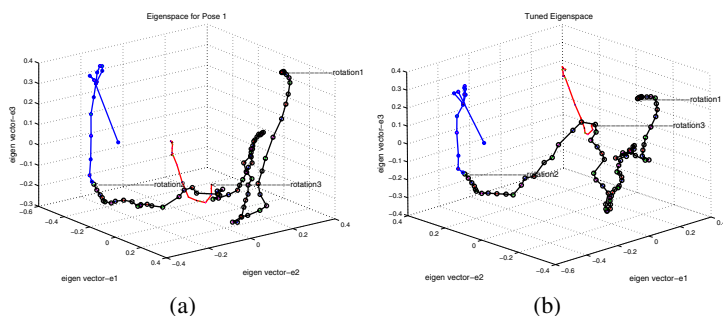 Eigenspace for Pose 1
0.4
0.3
0.2
0.1
0
−0.1
−0.2
−0.3
−0.6
−0.4
−0.2
0
0.2
0.4
−0.4
−0.2
0
0.2
0.4
eigen vector−e3
eigen vector−e1
eigen vector−e2
rotation1
rotation2
rotation3
(a)
Tuned Eigenspace
0.4
0.3
0.2
0.1
0
−0.1
−0.2
−0.3
−0.4
0.4
0.2
0
−0.2
−0.4
−0.6
−0.4
−0.2
0
0.2
0.4
eigen vector−e3
eigen vector−e2
eigen vector−e1
rotation1
rotation3
rotation2
(b)